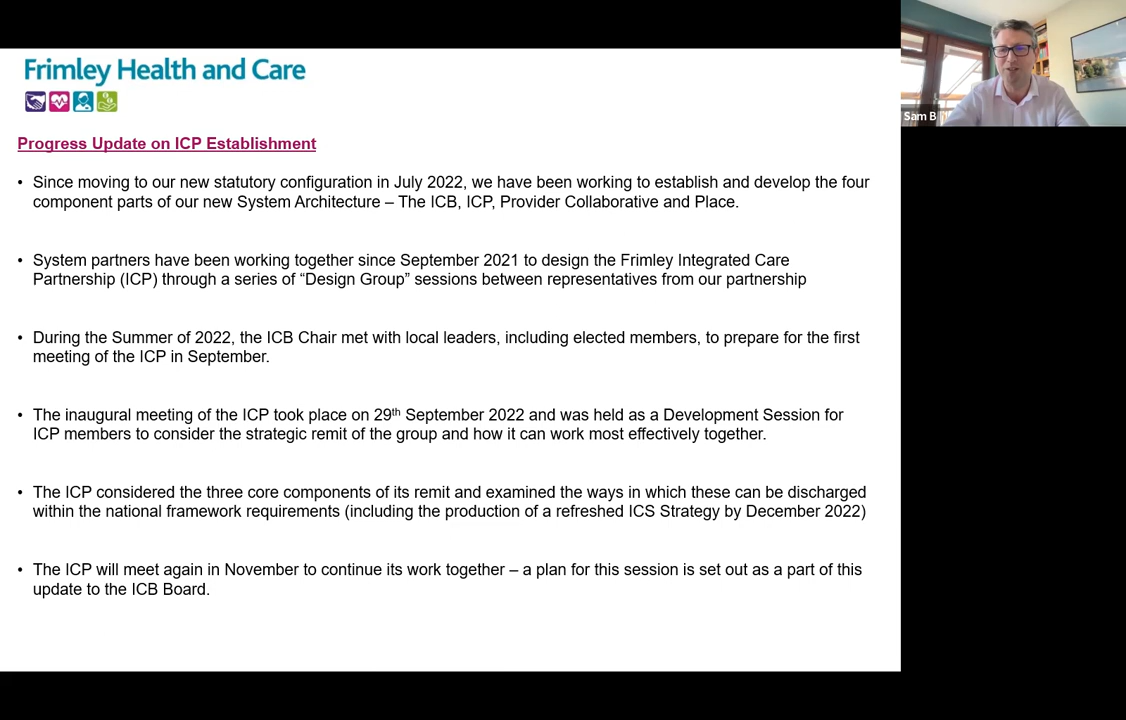 Frimley Health and Care
Progress Update on ICP Establishment
• Since moving to our new statutory configuration in July 2022, we have been working to establish and develop the four
component parts of our new System Architecture – The ICB, ICP, Provider Collaborative and Place.
• System partners have been working together since September 2021 to design the Frimley Integrated Care
Partnership (ICP) through a series of “Design Group” sessions between representatives from our partnership
• During the Summer of 2022, the ICB Chair met with local leaders, including elected members, to prepare for the first
meeting of the ICP in September.
• The inaugural meeting of the ICP took place on 29th September 2022 and was held as a Development Session for
ICP members to consider the strategic remit of the group and how it can work most effectively together.
• The ICP considered the three core components of its remit and examined the ways in which these can be discharged
within the national framework requirements (including the production of a refreshed ICS Strategy by December 2022)
• The ICP will meet again in November to continue its work together – a plan for this session is set out as a part of this
update to the ICB Board.
Sam B